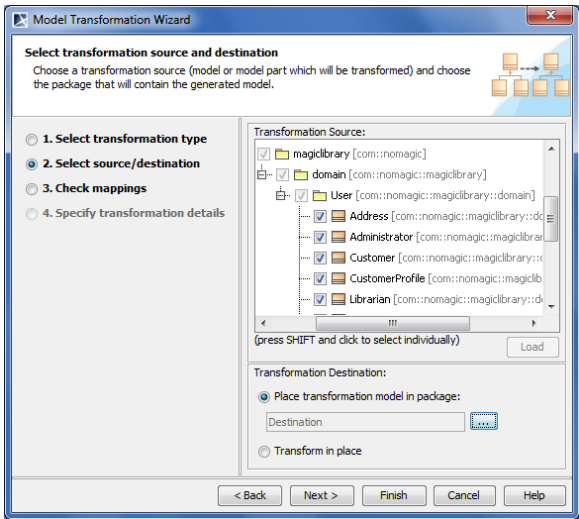 Model Transformation Wizard
Select transformation source and destination
Choose a transformation source (model or model part which will be transformed) and choose
the package that will contain the generated model.
1. Select transformation type
2. Select source/destination
3. Check mappings
4. Specify transformation details
Transformation Source:
magiclibrary [com::nomagic]
domain [com::nomagic::magiclibrary]
User [com::nomagic::magiclibrary::domain]
Address [com::nomagic::magiclibrary::do
Administrator [com::nomagic::magiclibrar
Customer [com::nomagic::magiclibrary::d
CustomerProfile [com::nomagic::magiclib
Librarian [com::nomagic::magiclibrary::do
(press SHIFT and click to select individually)
Load
Transformation Destination:
Place transformation model in package:
Destination
...
Transform in place
< Back
Next >
Finish
Cancel
Help